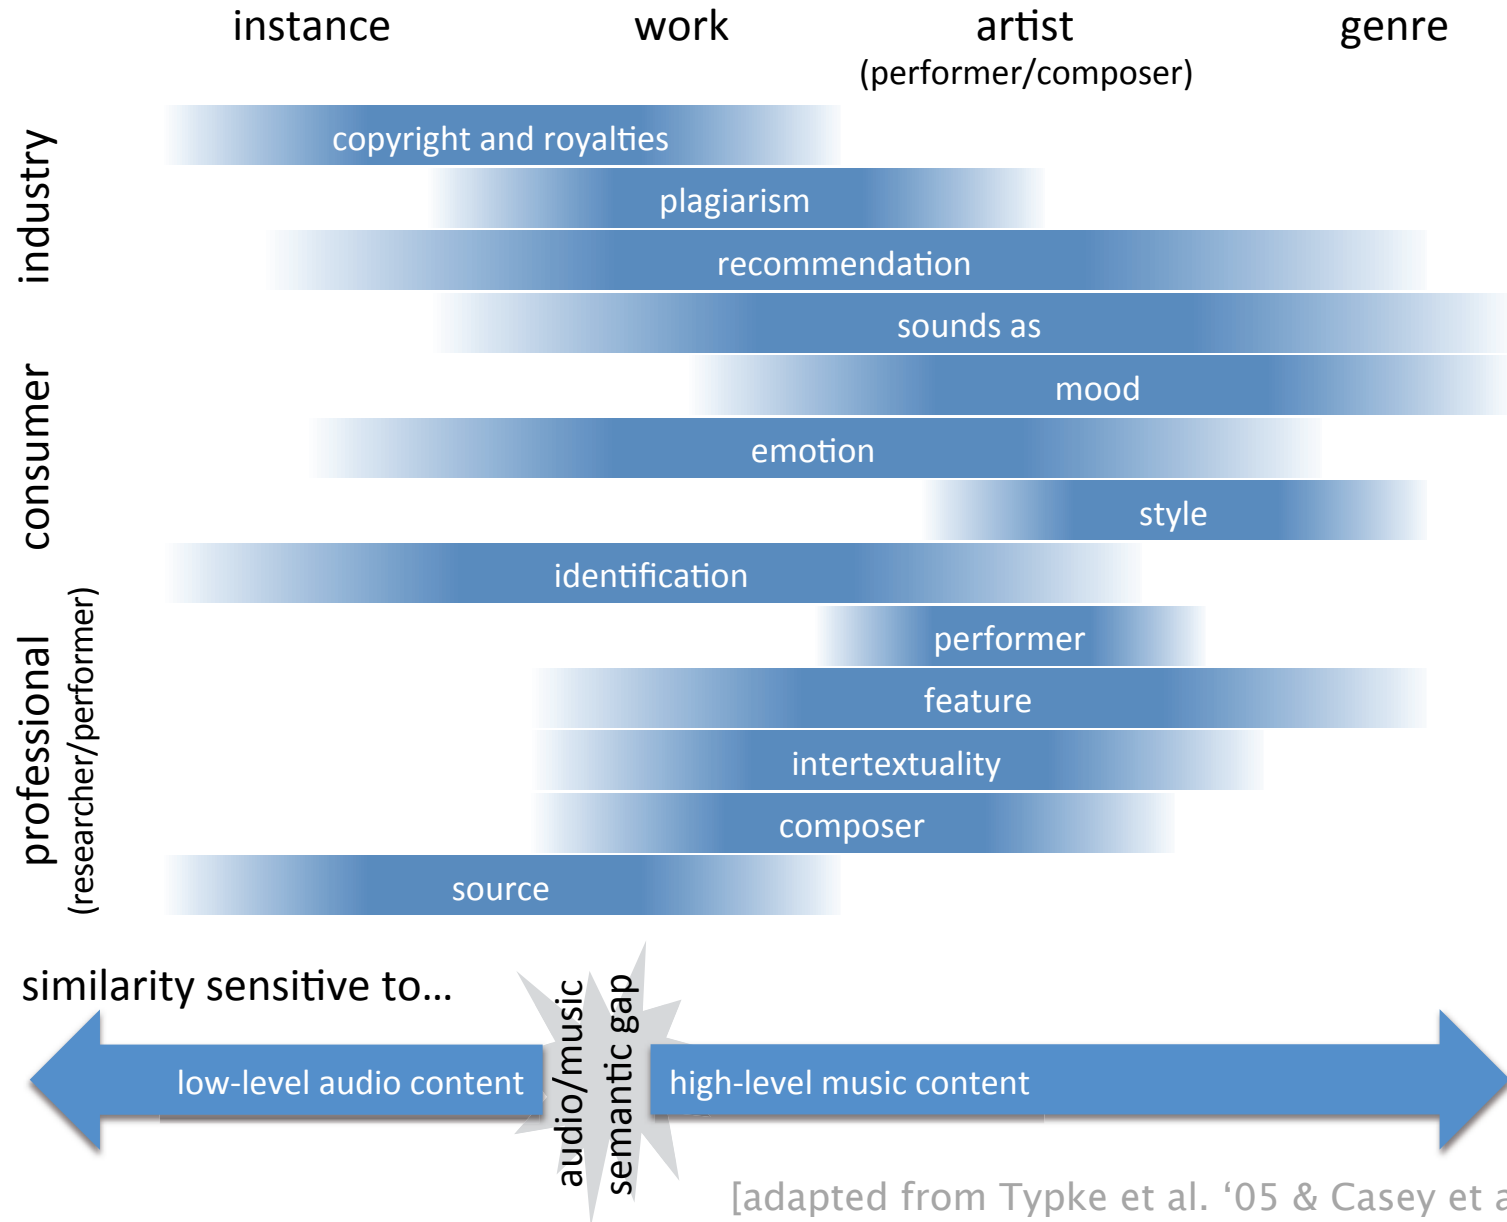 instance work artist genre
(performer/composer)
industry
copyright and royalties
plagiarism
recommendation
sounds as
consumer
mood
emotion
style
identification
professional
(researcher/performer)
performer
feature
intertextuality
composer
source
similarity sensitive to...
audio/music
semantic gap
low-level audio content
high-level music content
[adapted from Typke et al. ‘05 & Casey et a